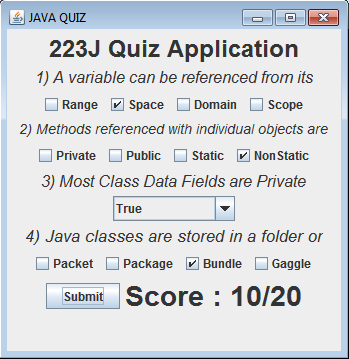 JAVA QUIZ
223J Quiz Application
1) A variable can be referenced from its
Range Space Domain Scope
2) Methods referenced with individual objects are
Private Public Static NonStatic
3) Most Class Data Fields are Private
True
4) Java classes are stored in a folder or
Packet Package Bundle Gaggle
Submit Score : 10/20